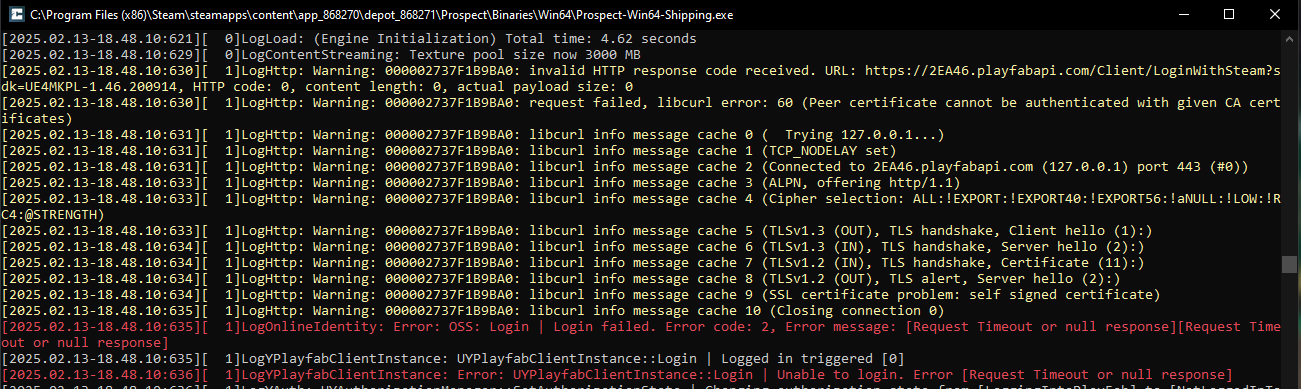 C:\Program Files (x86)\Steam\steamapps\content\app_868270\depot_868271\Prospect\Binaries\Win64\Prospect-Win64-Shipping.exe
[2025.02.13-18.48.10:621][  0]LogLoad: (Engine Initialization) Total time: 4.62 seconds
[2025.02.13-18.48.10:629][  0]LogContentStreaming: Texture pool size now 3000 MB
[2025.02.13-18.48.10:630][  1]LogHttp: Warning: 000002737F1B9BA0: invalid HTTP response code received. URL: https://2EA46.playfabapi.com/Client/LoginWithSteam?s
dk=UE4MKPL-1.46.200914, HTTP code: 0, content length: 0, actual payload size: 0
[2025.02.13-18.48.10:630][  1]LogHttp: Warning: 000002737F1B9BA0: request failed, libcurl error: 60 (Peer certificate cannot be authenticated with given CA cert
ificates)
[2025.02.13-18.48.10:631][  1]LogHttp: Warning: 000002737F1B9BA0: libcurl info message cache 0 (  Trying 127.0.0.1...)
[2025.02.13-18.48.10:631][  1]LogHttp: Warning: 000002737F1B9BA0: libcurl info message cache 1 (TCP_NODELAY set)
[2025.02.13-18.48.10:631][  1]LogHttp: Warning: 000002737F1B9BA0: libcurl info message cache 2 (Connected to 2EA46.playfabapi.com (127.0.0.1) port 443 (#0))
[2025.02.13-18.48.10:633][  1]LogHttp: Warning: 000002737F1B9BA0: libcurl info message cache 3 (ALPN, offering http/1.1)
[2025.02.13-18.48.10:633][  1]LogHttp: Warning: 000002737F1B9BA0: libcurl info message cache 4 (Cipher selection: ALL:!EXPORT:!EXPORT40:!EXPORT56:!aNULL:!LOW:!R
C4:@STRENGTH)
[2025.02.13-18.48.10:633][  1]LogHttp: Warning: 000002737F1B9BA0: libcurl info message cache 5 (TLSv1.3 (OUT), TLS handshake, Client hello (1):)
[2025.02.13-18.48.10:634][  1]LogHttp: Warning: 000002737F1B9BA0: libcurl info message cache 6 (TLSv1.3 (IN), TLS handshake, Server hello (2):)
[2025.02.13-18.48.10:634][  1]LogHttp: Warning: 000002737F1B9BA0: libcurl info message cache 7 (TLSv1.2 (IN), TLS handshake, Certificate (11):)
[2025.02.13-18.48.10:634][  1]LogHttp: Warning: 000002737F1B9BA0: libcurl info message cache 8 (TLSv1.2 (OUT), TLS alert, Server hello (2):)
[2025.02.13-18.48.10:634][  1]LogHttp: Warning: 000002737F1B9BA0: libcurl info message cache 9 (SSL certificate problem: self signed certificate)
[2025.02.13-18.48.10:635][  1]LogHttp: Warning: 000002737F1B9BA0: libcurl info message cache 10 (Closing connection 0)
[2025.02.13-18.48.10:635][  1]LogOnlineIdentity: Error: OSS: Login | Login failed. Error code: 2, Error message: [Request Timeout or null response][Request Time
out or null response]
[2025.02.13-18.48.10:635][  1]LogYPlayfabClientInstance: UYPlayfabClientInstance::Login | Logged in triggered [0]
[2025.02.13-18.48.10:636][  1]LogYPlayfabClientInstance: Error: UYPlayfabClientInstance::Login | Unable to login. Error [Request Timeout or null response]